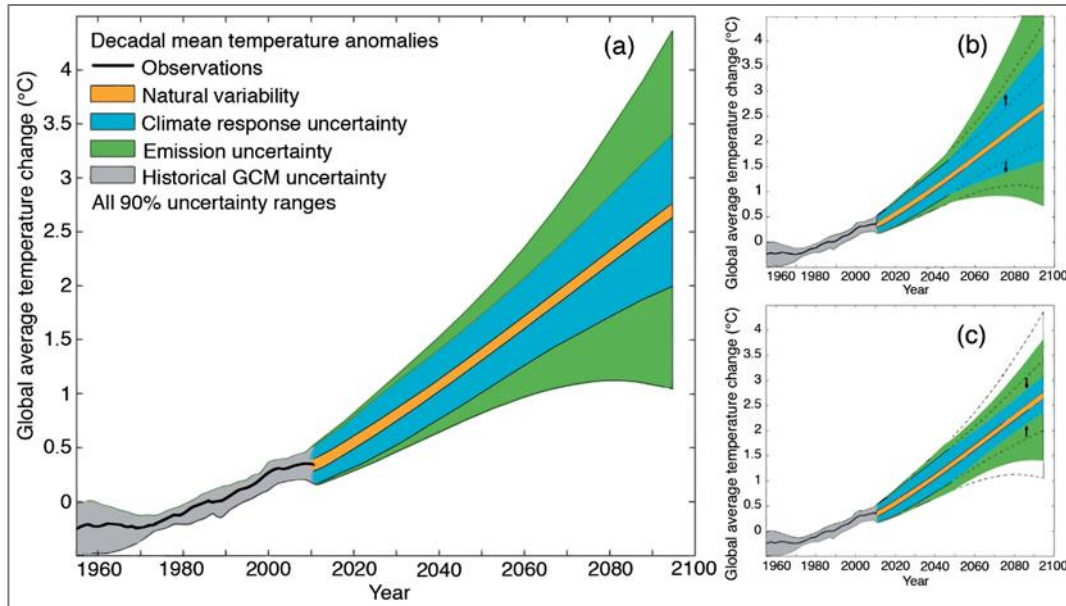 Decadal mean temperature anomalies
Observations
Natural variability
Climate response uncertainty
Emission uncertainty
Historical GCM uncertainty
All 90% uncertainty ranges
(a)
Global average temperature change (°C)
4
3.5
3
2.5
2
1.5
1
0.5
0
1960 1980 2000 2020 2040 2060 2080 2100
Year
(b)
Global average temperature change (°C)
4
3.5
3
2.5
2
1.5
1
0.5
0
1960 1980 2000 2020 2040 2060 2080 2100
Year
(c)
Global average temperature change (°C)
4
3.5
3
2.5
2
1.5
1
0.5
0
1960 1980 2000 2020 2040 2060 2080 2100
Year